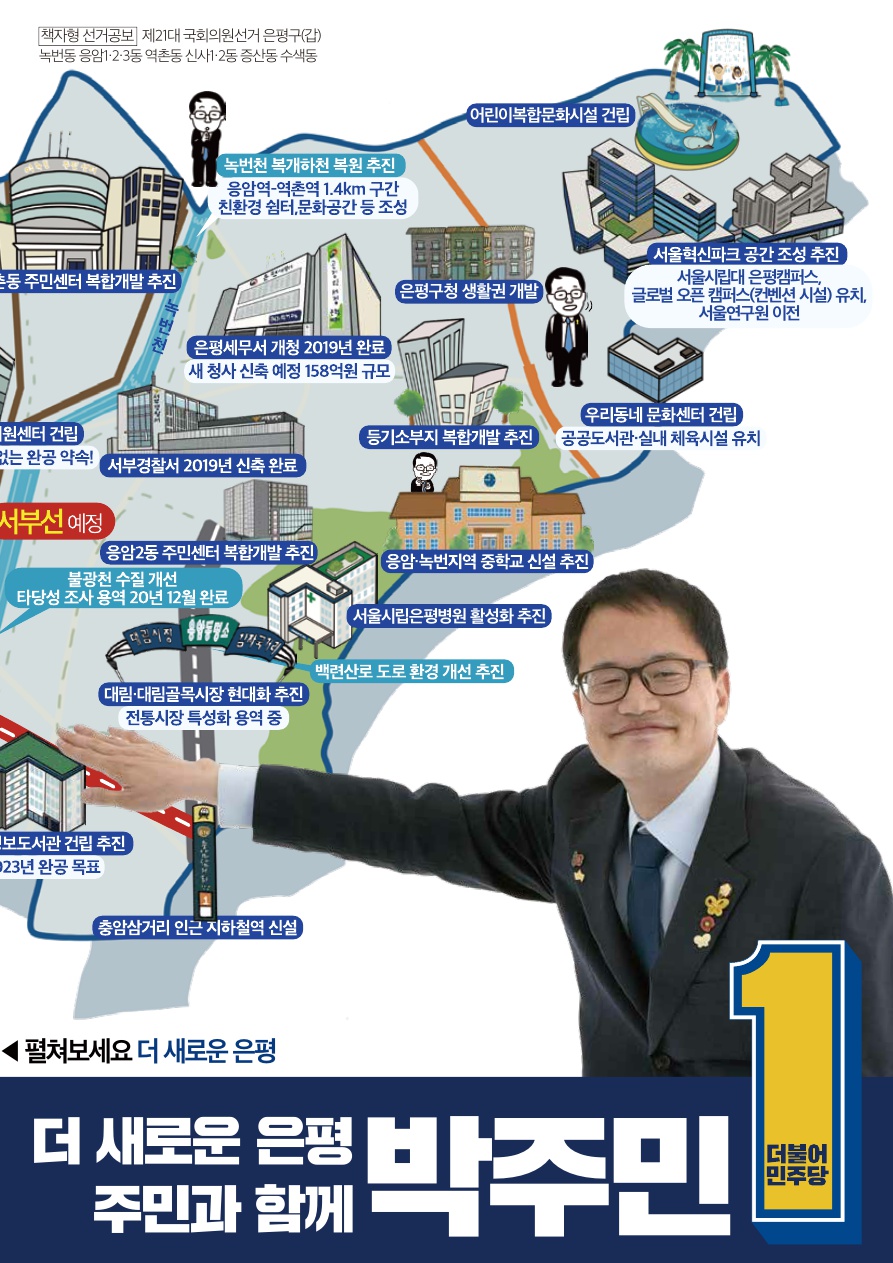 책자형 선거공보 제21대 국회의원선거 은평구(갑)
녹번동 응암1·2·3동 역촌동 신사1·2동 증산동 수색동
어린이복합문화시설 건립
녹번천 복개하천 복원 추진
응암역-역촌역 1.4km 구간
친환경 쉼터,문화공간 등 조성
서울혁신파크 공간 조성 추진
서울시립대 은평캠퍼스,
글로벌 오픈 캠퍼스(컨벤션 시설) 유치,
서울연구원 이전
촌동 주민센터 복합개발 추진
은평구청 생활권 개발
녹번천
은평세무서 개청 2019년 완료
새 청사 신축 예정 158억원 규모
우리동네 문화센터 건립
공공도서관·실내 체육시설 유치
원센터 건립
없는 완공 약속!
등기소부지 복합개발 추진
서부경찰서 2019년 신축 완료
서부선 예정
응암2동 주민센터 복합개발 추진
응암·녹번지역 중학교 신설 추진
불광천 수질 개선
타당성 조사 용역 20년 12월 완료
서울시립은평병원 활성화 추진
대림시장 응암동명소 감자국거리
백련산로 도로 환경 개선 추진
대림·대림골목시장 현대화 추진
전통시장 특성화 용역 중
정보도서관 건립 추진
023년 완공 목표
1
충암삼거리 인근 지하철역 신설
◀ 펼쳐보세요 더 새로운 은평
더 새로운 은평
주민과 함께
박주민
1
더불어
민주당